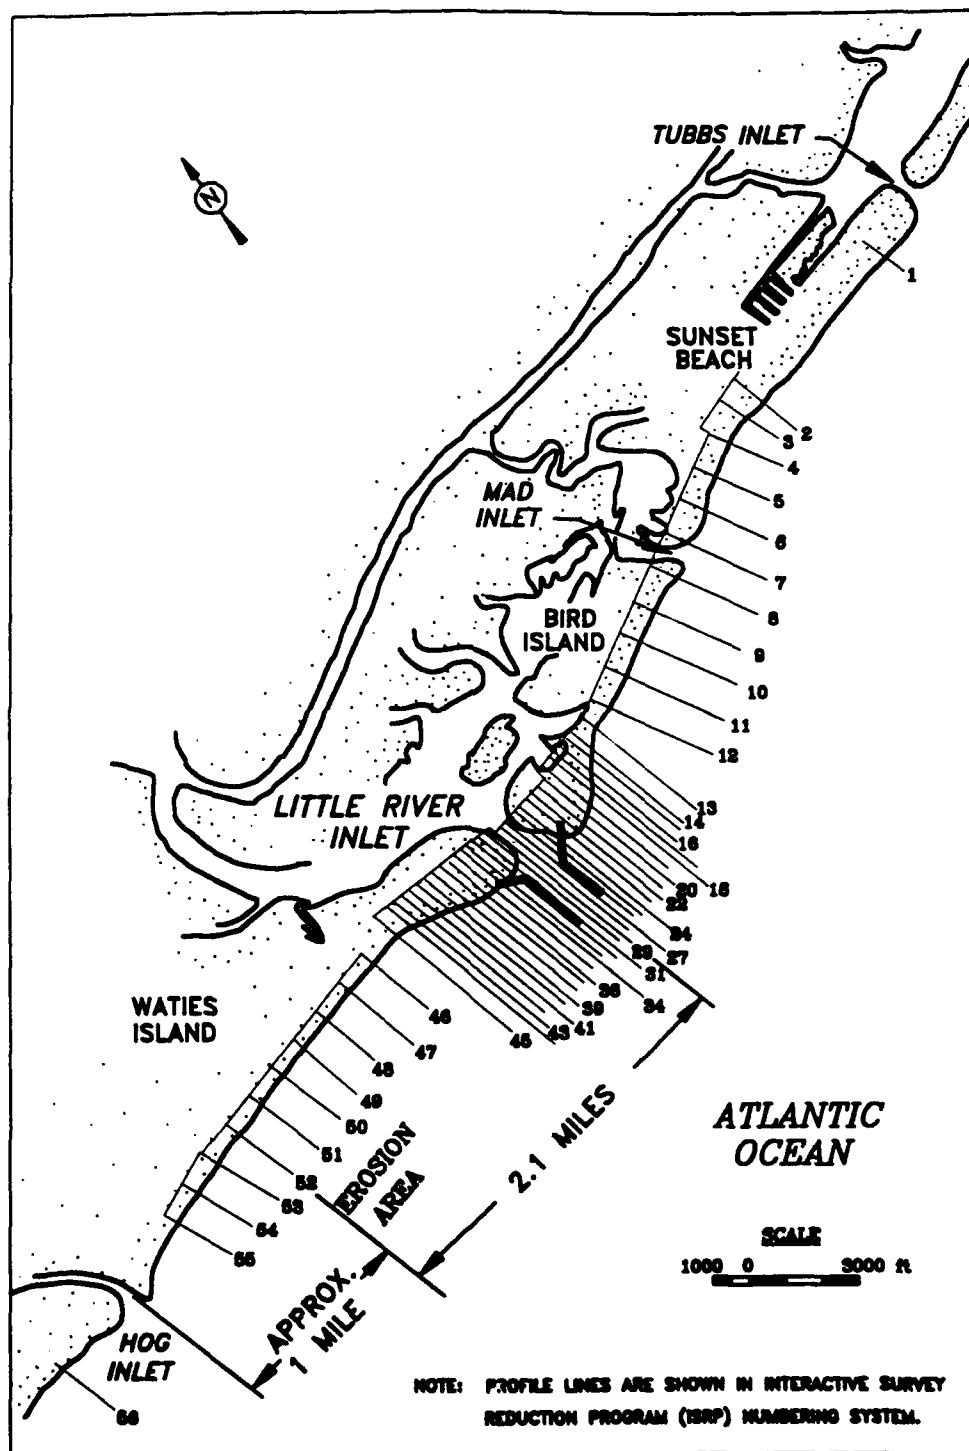 TUBBS INLET
N
1
SUNSET
BEACH
2
3
4
5
MAD
INLET
6
7
8
BIRD
ISLAND
9
10
11
12
13
14
16
LITTLE RIVER
INLET
20
18
22
24
29
27
31
36
34
39
41
43
45
46
WATIES
ISLAND
47
48
49
50
51
52
53
54
55
EROSION
AREA
2.1 MILES
ATLANTIC
OCEAN
SCALE
1000 0 3000 ft
APPROX.
1 MILE
HOG
INLET
56
NOTE: PROFILE LINES ARE SHOWN IN INTERACTIVE SURVEY
REDUCTION PROGRAM (ISRP) NUMBERING SYSTEM.